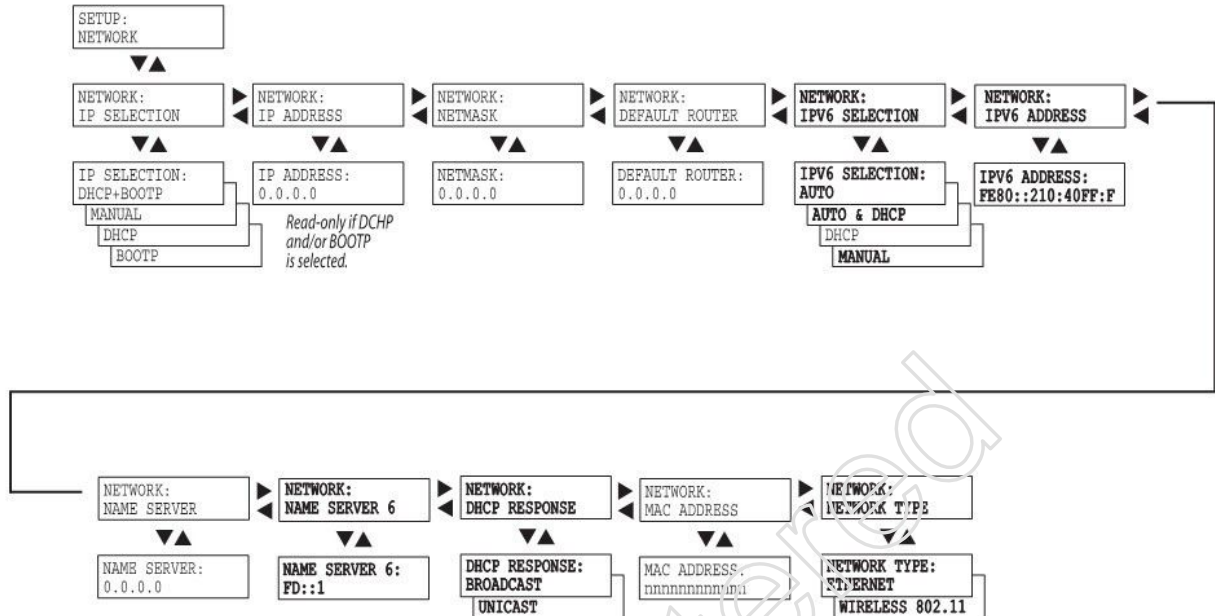 SETUP:
NETWORK
NETWORK:
IP SELECTION
NETWORK:
IP ADDRESS
NETWORK:
NETMASK
NETWORK:
DEFAULT ROUTER
NETWORK:
IPV6 SELECTION
NETWORK:
IPV6 ADDRESS
IP SELECTION:
DHCP+BOOTP
MANUAL
DHCP
BOOTP
IP ADDRESS:
0.0.0.0
Read-only if DCHP
and/or BOOTP
is selected.
NETMASK:
0.0.0.0
DEFAULT ROUTER:
0.0.0.0
IPV6 SELECTION:
AUTO
AUTO & DHCP
DHCP
MANUAL
IPV6 ADDRESS:
FE80::210:40FF:F
NETWORK:
NAME SERVER
NETWORK:
NAME SERVER 6
NETWORK:
DHCP RESPONSE
NETWORK:
MAC ADDRESS
NETWORK:
NETWORK TYPE
NAME SERVER:
0.0.0.0
NAME SERVER 6:
FD::1
DHCP RESPONSE:
BROADCAST
UNICAST
MAC ADDRESS:
nnnnnnnnnnnn
NETWORK TYPE:
ETHERNET
WIRELESS 802.11